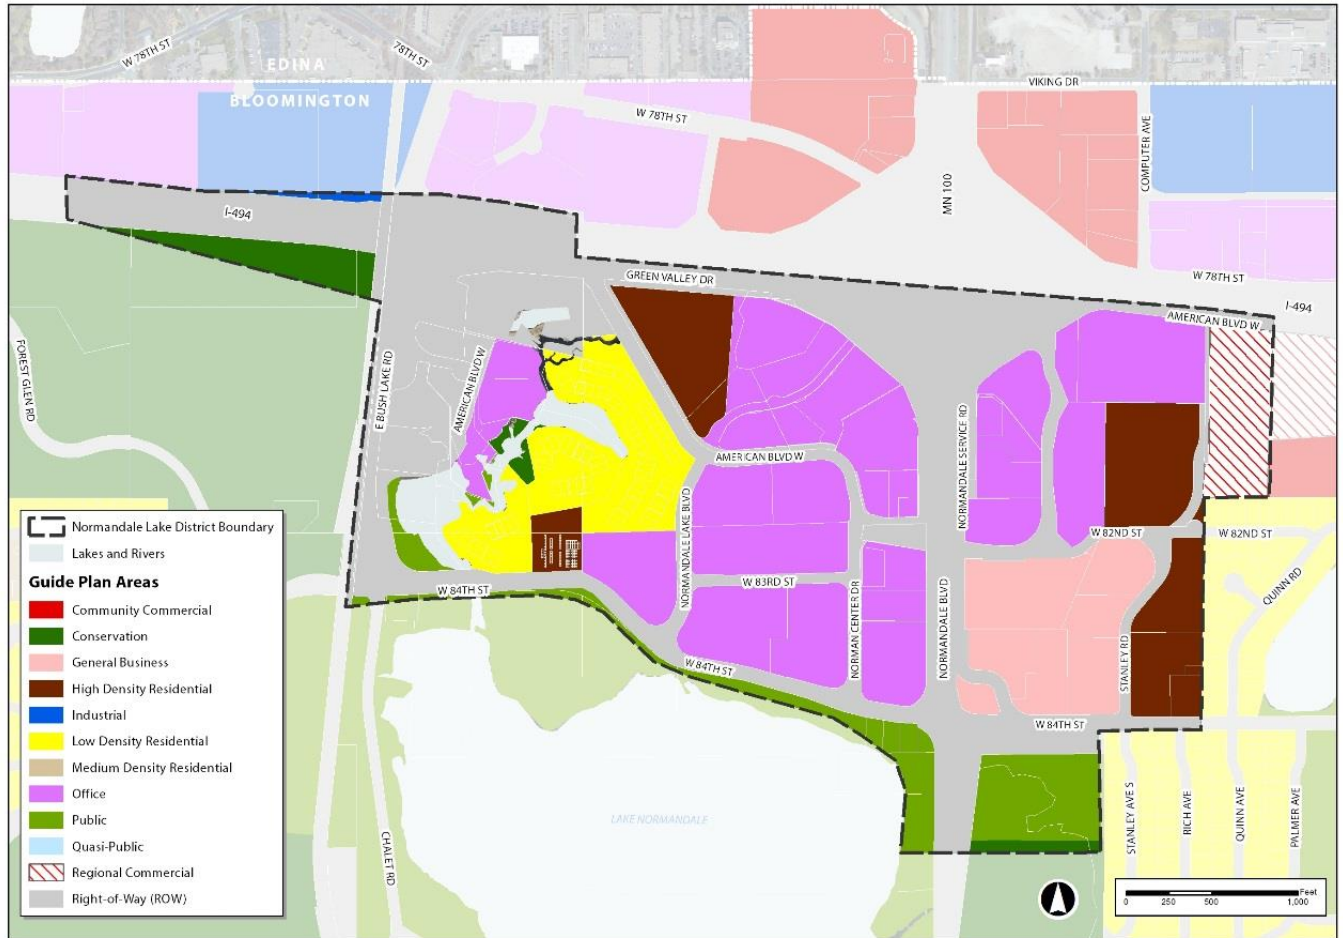 W 78TH ST
78TH ST
EDINA
BLOOMINGTON
VIKING DR
W 78TH ST
COMPUTER AVE
MN 100
I-494
W 78TH ST
I-494
GREEN VALLEY DR
AMERICAN BLVD W
FOREST GLEN RD
E BUSH LAKE RD
AMERICAN BLVD W
AMERICAN BLVD W
NORMANDALE SERVICE RD
NORMANDALE LAKE BLVD
W 82ND ST
W 82ND ST
QUINN RD
W 83RD ST
W 84TH ST
NORMAN CENTER DR
NORMANDALE BLVD
STANLEY RD
W 84TH ST
W 84TH ST
LAKE NORMANDALE
CHALET RD
STANLEY AVE S
RICH AVE
QUINN AVE
PALMER AVE
Normandale Lake District Boundary
Lakes and Rivers
Guide Plan Areas
Community Commercial
Conservation
General Business
High Density Residential
Industrial
Low Density Residential
Medium Density Residential
Office
Public
Quasi-Public
Regional Commercial
Right-of-Way (ROW)
Feet
0 250 500 1,000